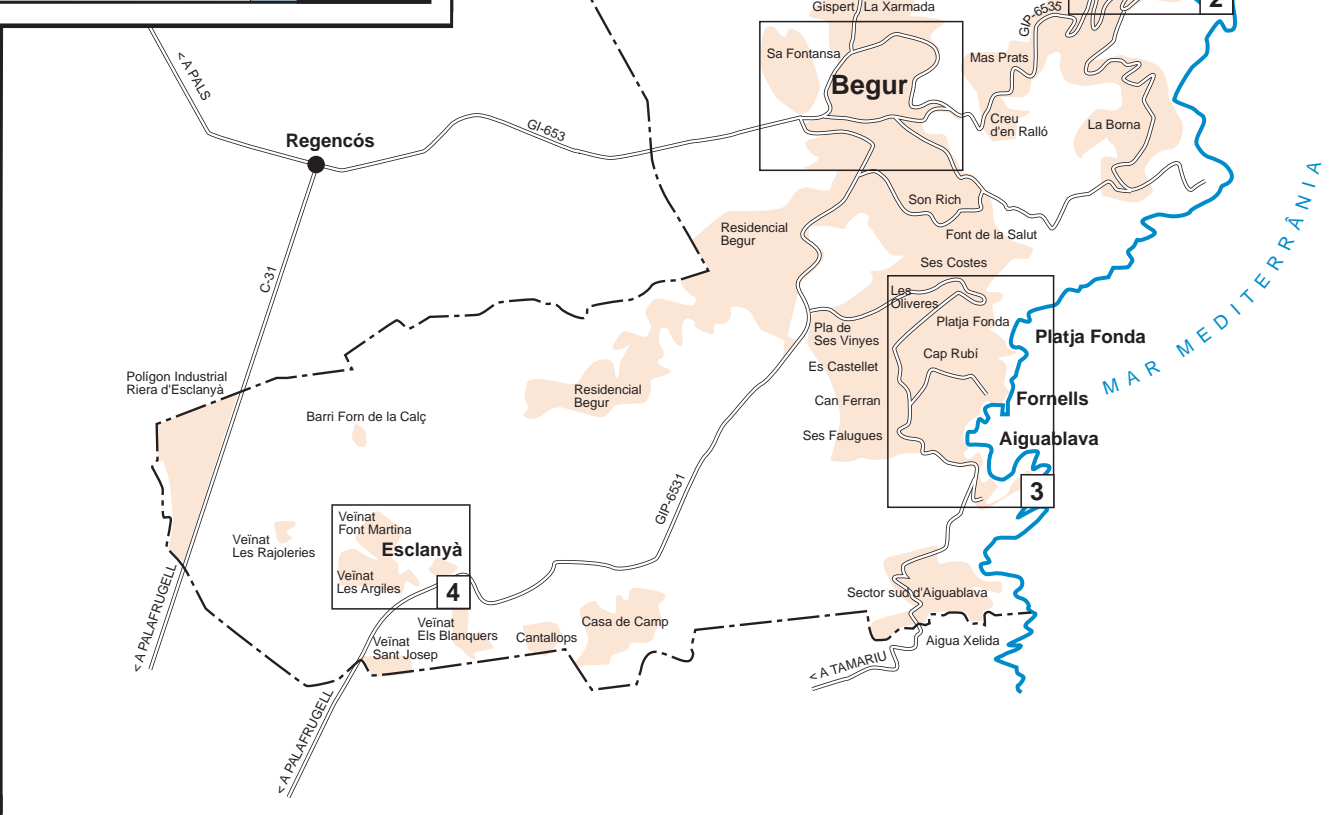 Gispert
La Xarmada
GIP-6535
2
Sa Fontansa
Mas Prats
< A PALS
Begur
Creu
d'en Ralló
La Borna
GI-653
Regencós
Son Rich
MAR MEDITERRÂNIA
Residencial
Begur
Font de la Salut
Ses Costes
C-31
Les
Oliveres
Platja Fonda
Pla de
Ses Vinyes
Platja Fonda
Cap Rubí
Es Castellet
Polígon Industrial
Riera d'Esclanyà
Residencial
Begur
Can Ferran
Fornells
Barri Forn de la Calç
Ses Falugues
Aiguablava
3
GIP-6531
Veïnat
Font Martina
Veïnat
Les Rajoleries
Esclanyà
Veïnat
Les Argiles
4
Sector sud d'Aiguablava
< A PALAFRUGELL
Veïnat
Els Blanquers
Casa de Camp
Cantallops
Veïnat
Sant Josep
Aigua Xelida
< A TAMARIU
< A PALAFRUGELL